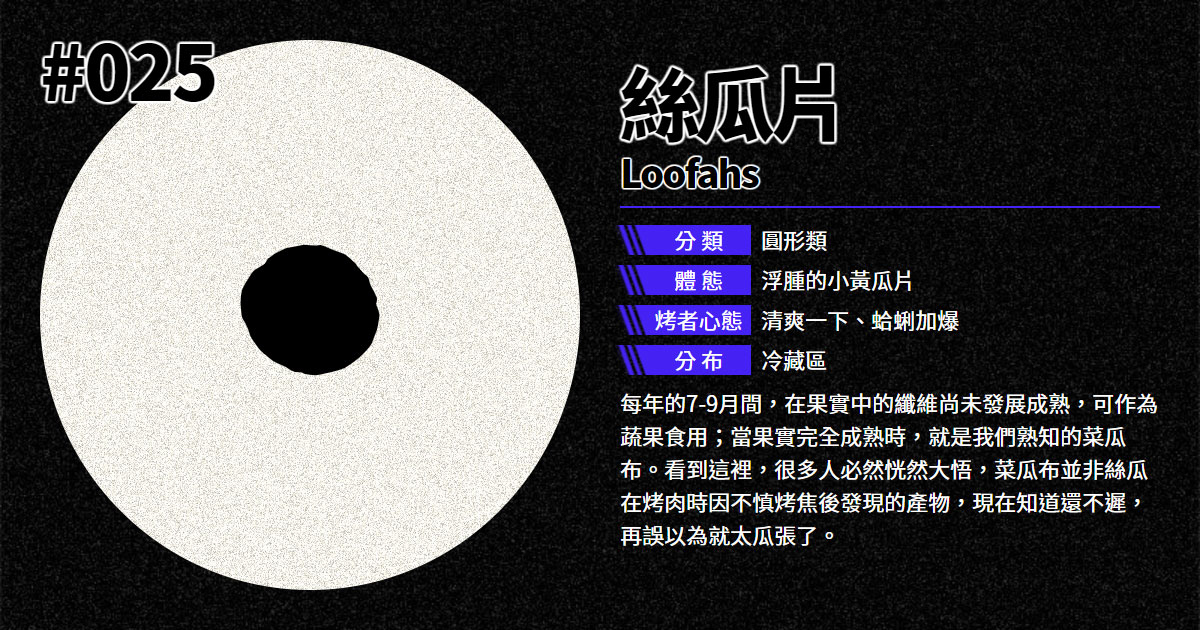 #025
絲瓜片
Loofahs
分類 圓形類
體態 浮腫的小黃瓜片
烤者心態 清爽一下、蛤蜊加爆
分布 冷藏區
每年的7-9月間，在果實中的纖維尚未發展成熟，可作為
蔬果食用；當果實完全成熟時，就是我們熟知的菜瓜
布。看到這裡，很多人必然恍然大悟，菜瓜布並非絲瓜
在烤肉時因不慎烤焦後發現的產物，現在知道還不遲，
再誤以為就太瓜張了。